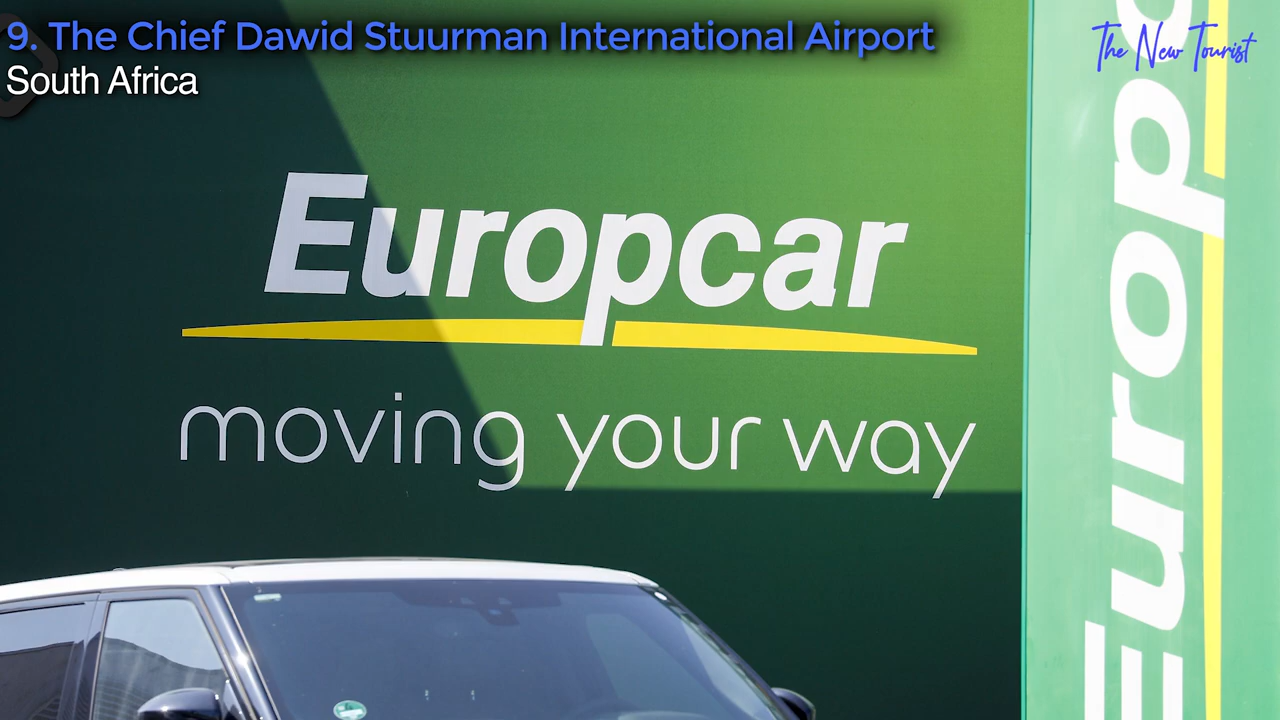 9. The Chief Dawid Stuurman International Airport
South Africa
The New Tourist
Europcar
moving your way
Europc